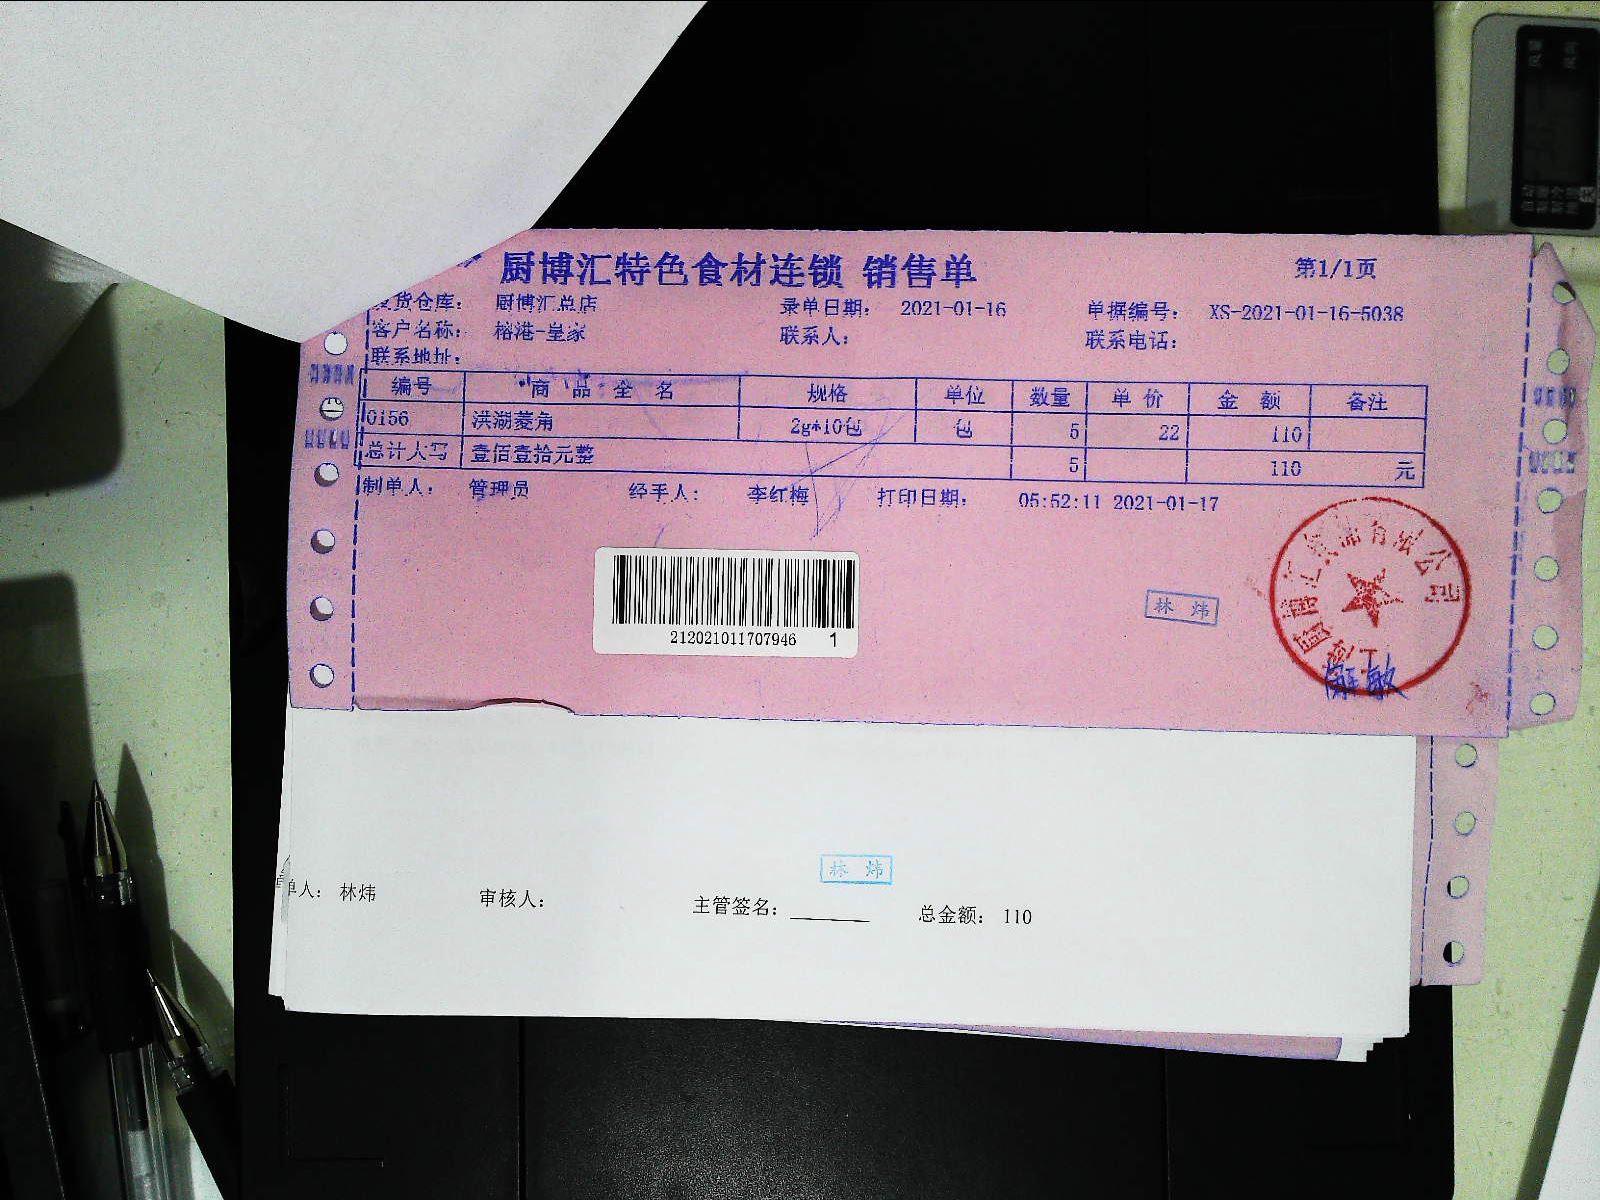 厨博汇特色食材连锁 销售单 第1/1页
发货仓库: 厨博汇总店 录单日期: 2021-01-16 单据编号: XS-2021-01-16-5038
客户名称: 榕港-皇家 联系人: 联系电话:
联系地址:
编号 商品全名 规格 单位 数量 单价 金额 备注
0156 洪湖菱角 2g*10包 包 5 22 110
总计大写 壹佰壹拾元整 5 110 元
制单人: 管理员 经手人: 李红梅 打印日期: 05:52:11 2021-01-17
212021011707946 1
林炜
林炜
单人: 林炜 审核人: 主管签名: 总金额: 110